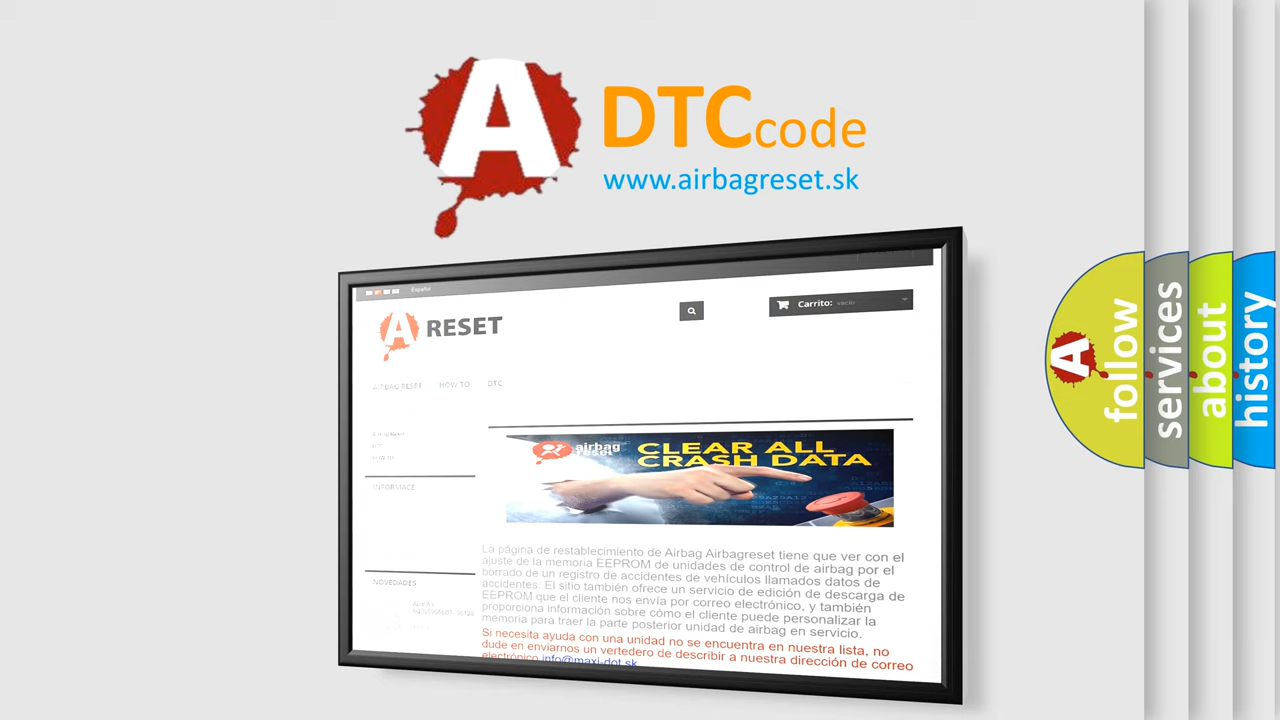 A
DTC code
www.airbagreset.sk
Español
A RESET
Carrito: vacío
AIRBAG RESET HOW TO DTC
INFORMACE
NOVEDADES
airbag
reset
CLEAR ALL
CRASH DATA
La página de restablecimiento de Airbag Airbagreset tiene que ver con el
ajuste de la memoria EEPROM de unidades de control de airbag por el
borrado de un registro de accidentes de vehículos llamados datos de
accidentes. El sitio también ofrece un servicio de edición de descarga de
EEPROM que el cliente nos envía por correo electrónico, y también
proporciona información sobre cómo el cliente puede personalizar la
memoria para traer la parte posterior unidad de airbag en servicio.
Si necesita ayuda con una unidad no se encuentra en nuestra lista, no
dude en enviarnos un vertedero de describir a nuestra dirección de correo
electrónico info@maxi-dot.sk
A
follow
services
about
history